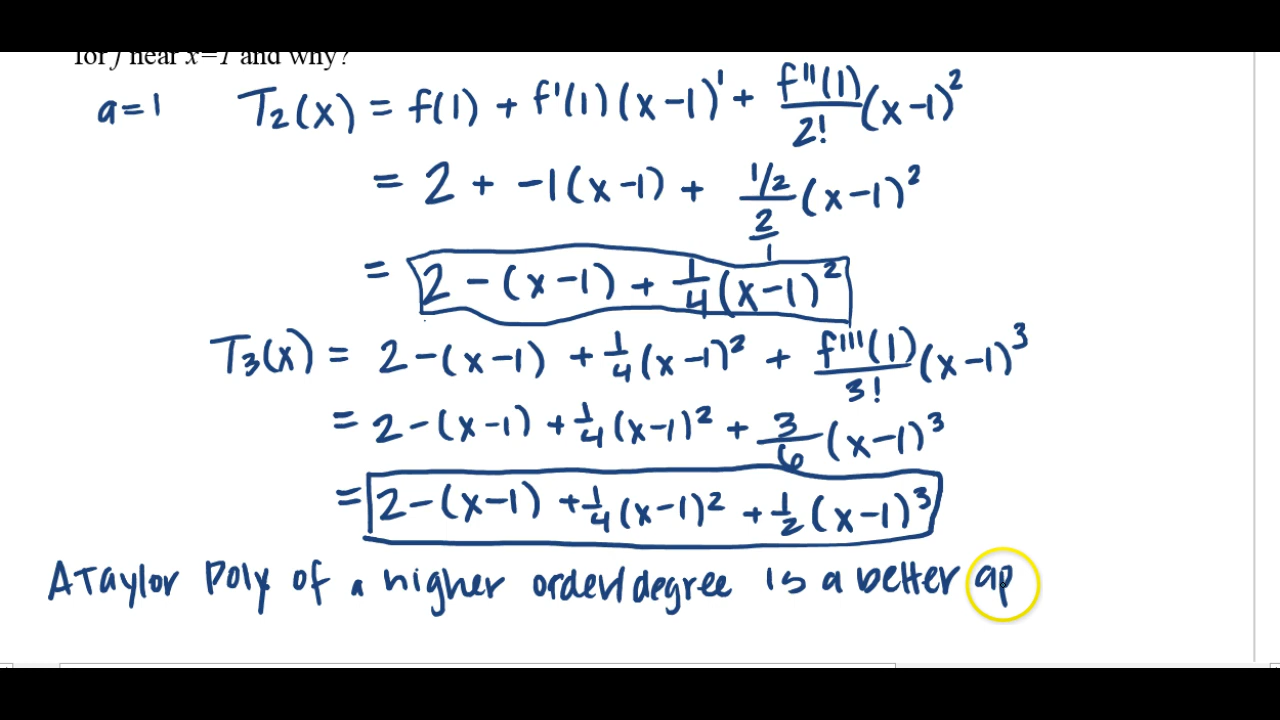 for f near x=1 and why?
a=1 T₂(x) = f(1) + f'(1)(x-1)¹ + f''(1)/2! (x-1)²
= 2 + -1(x-1) + 1/2/2/1 (x-1)²
= 2 - (x-1) + 1/4 (x-1)²
T₃(x) = 2-(x-1) + 1/4 (x-1)² + f'''(1)/3! (x-1)³
= 2-(x-1) + 1/4 (x-1)² + 3/6 (x-1)³
= 2-(x-1) + 1/4 (x-1)² + 1/2 (x-1)³
A Taylor Poly of a higher order/degree is a better ap